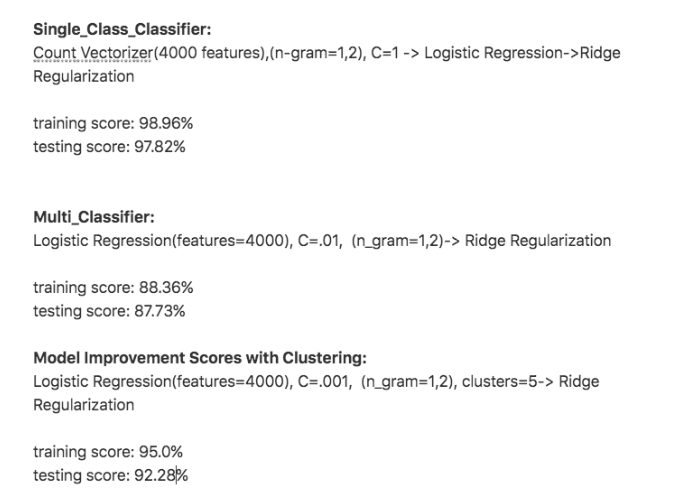 Single_Class_Classifier:
Count Vectorizer(4000 features),(n-gram=1,2), C=1 -> Logistic Regression->Ridge
Regularization
training score: 98.96%
testing score: 97.82%
Multi_Classifier:
Logistic Regression(features=4000), C=.01,  (n_gram=1,2)-> Ridge Regularization
training score: 88.36%
testing score: 87.73%
Model Improvement Scores with Clustering:
Logistic Regression(features=4000), C=.001,  (n_gram=1,2), clusters=5-> Ridge
Regularization
training score: 95.0%
testing score: 92.28%